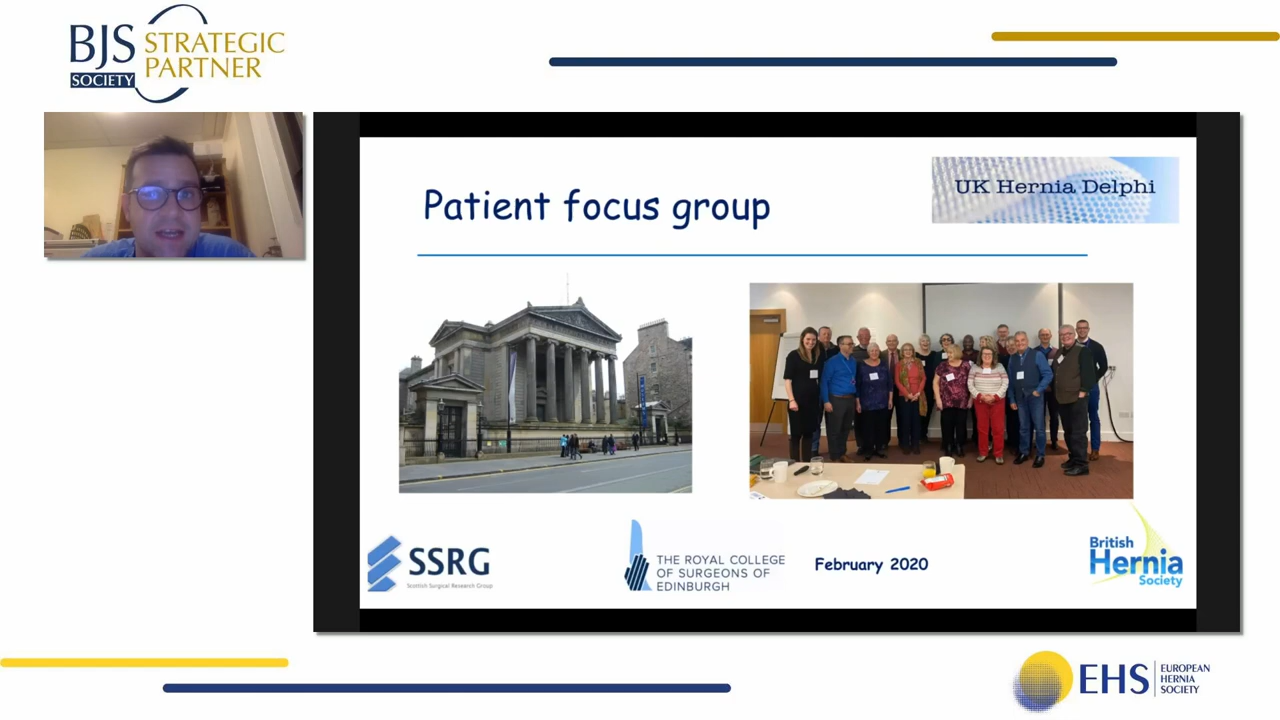 BJS STRATEGIC
SOCIETY PARTNER
Patient focus group
UK Hernia Delphi
SSRG
Scottish Surgical Research Group
THE ROYAL COLLEGE
OF SURGEONS OF
EDINBURGH
February 2020
British
Hernia
Society
EHS
EUROPEAN
HERNIA
SOCIETY